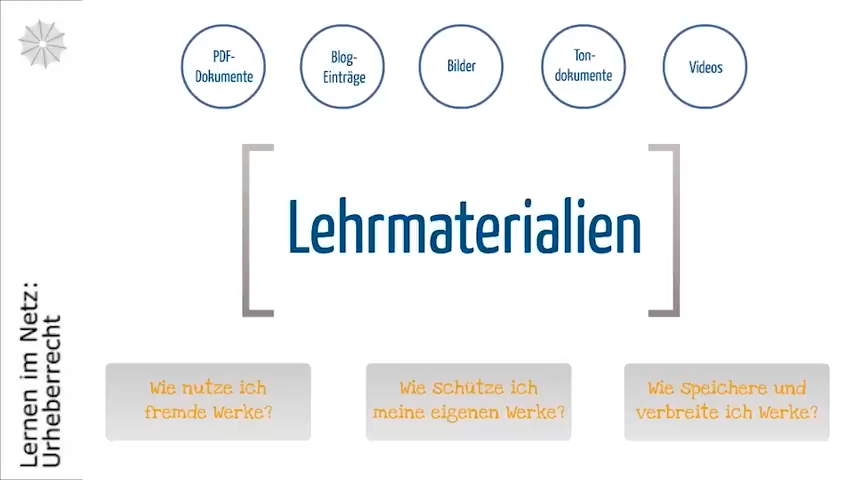 PDF-
Dokumente
Blog-
Einträge
Bilder
Ton-
dokumente
Videos
Lehrmaterialien
Wie nutze ich
fremde Werke?
Wie schütze ich
meine eigenen Werke?
Wie speichere und
verbreite ich Werke?
Lernen im Netz:
Urheberrecht